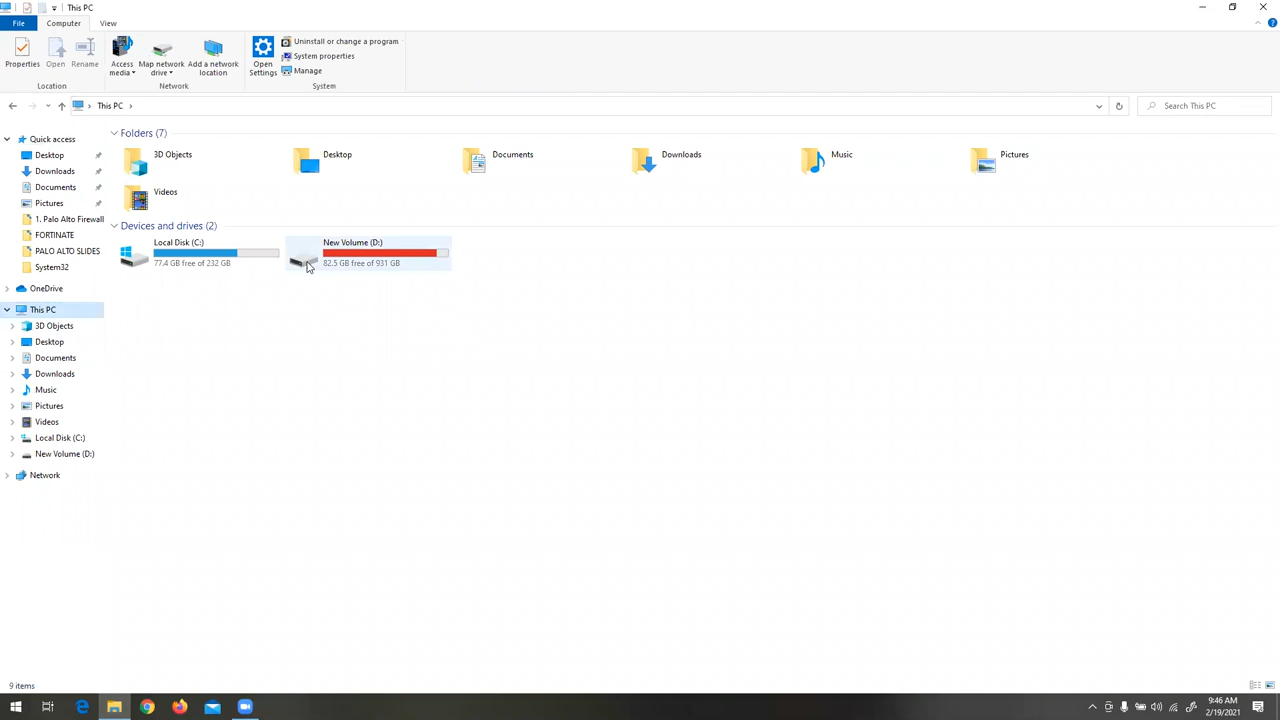 This PC
File Computer View
Properties Open Rename Access media Map network drive Add a network location Open Settings Uninstall or change a program
System properties
Manage
Location Network System
This PC Search This PC
Quick access
Desktop
Downloads
Documents
Pictures
1. Palo Alto Firewall
FORTINATE
PALO ALTO SLIDES
System32
OneDrive
This PC
3D Objects
Desktop
Documents
Downloads
Music
Pictures
Videos
Local Disk (C:)
New Volume (D:)
Network
Folders (7)
3D Objects Desktop Documents Downloads Music Pictures
Videos
Devices and drives (2)
Local Disk (C:) New Volume (D:)
77.4 GB free of 232 GB 82.5 GB free of 931 GB
9 items
9:46 AM
2/19/2021